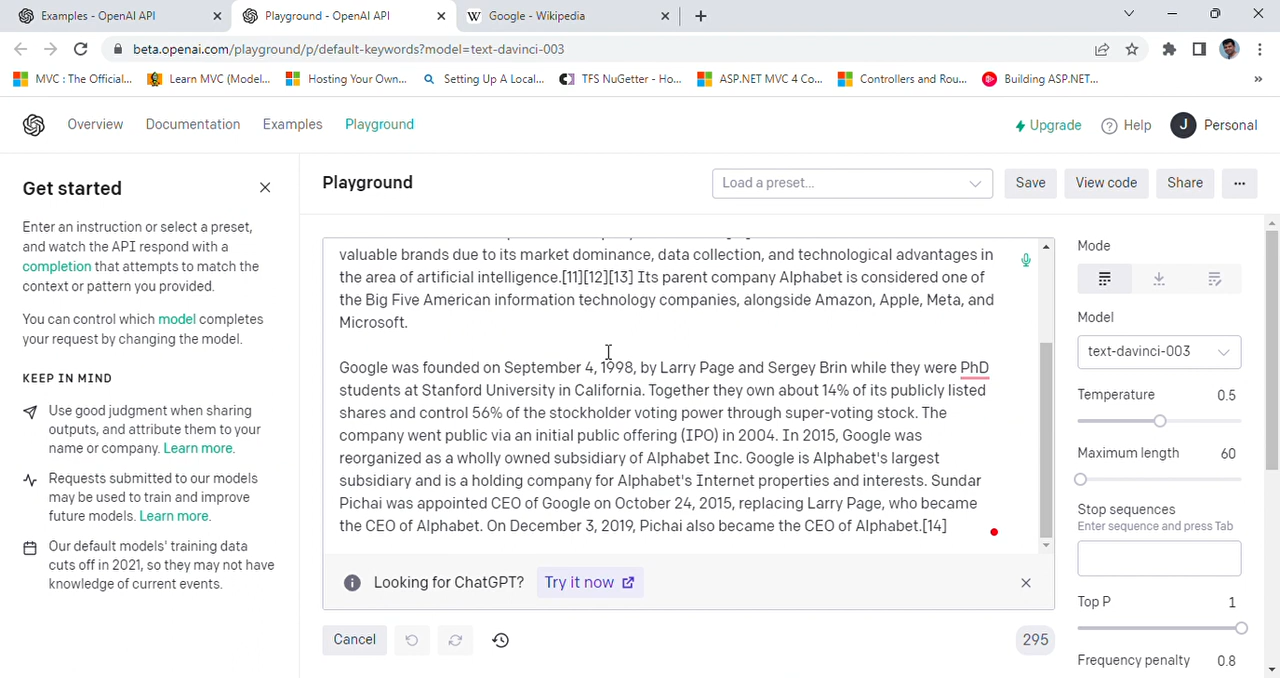 Examples - OpenAI API
Playground - OpenAI API
Google - Wikipedia
beta.openai.com/playground/p/default-keywords?model=text-davinci-003
MVC : The Official...
Learn MVC (Model...
Hosting Your Own...
Setting Up A Local...
TFS NuGetter - Ho...
ASP.NET MVC 4 Co...
Controllers and Rou...
Building ASP.NET...
Overview
Documentation
Examples
Playground
Upgrade
Help
J
Personal
Get started
Enter an instruction or select a preset,
and watch the API respond with a
completion that attempts to match the
context or pattern you provided.
You can control which model completes
your request by changing the model.
KEEP IN MIND
Use good judgment when sharing
outputs, and attribute them to your
name or company. Learn more.
Requests submitted to our models
may be used to train and improve
future models. Learn more.
Our default models' training data
cuts off in 2021, so they may not have
knowledge of current events.
Playground
Load a preset...
Save
View code
Share
...
valuable brands due to its market dominance, data collection, and technological advantages in
the area of artificial intelligence.[11][12][13] Its parent company Alphabet is considered one of
the Big Five American information technology companies, alongside Amazon, Apple, Meta, and
Microsoft.
Google was founded on September 4, 1998, by Larry Page and Sergey Brin while they were PhD
students at Stanford University in California. Together they own about 14% of its publicly listed
shares and control 56% of the stockholder voting power through super-voting stock. The
company went public via an initial public offering (IPO) in 2004. In 2015, Google was
reorganized as a wholly owned subsidiary of Alphabet Inc. Google is Alphabet's largest
subsidiary and is a holding company for Alphabet's Internet properties and interests. Sundar
Pichai was appointed CEO of Google on October 24, 2015, replacing Larry Page, who became
the CEO of Alphabet. On December 3, 2019, Pichai also became the CEO of Alphabet.[14]
Looking for ChatGPT?
Try it now
Cancel
295
Mode
Model
text-davinci-003
Temperature 0.5
Maximum length 60
Stop sequences
Enter sequence and press Tab
Top P 1
Frequency penalty 0.8